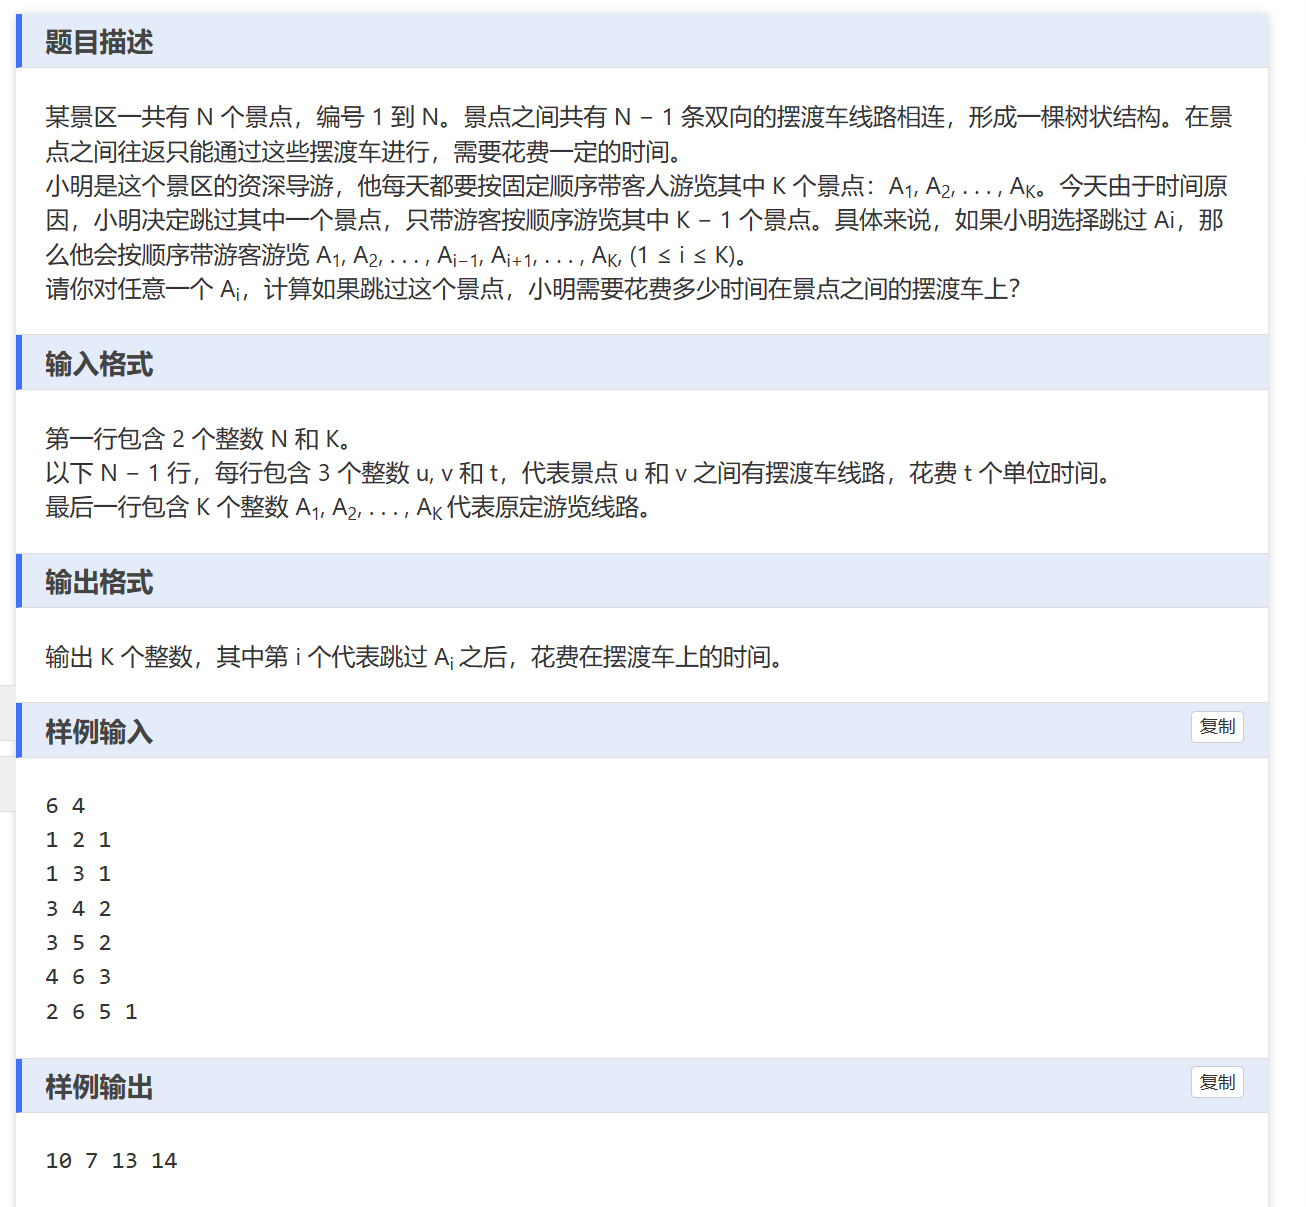 题目描述
某景区一共有 N 个景点，编号 1 到 N。景点之间共有 N − 1 条双向的摆渡车线路相连，形成一棵树状结构。在景
点之间往返只能通过这些摆渡车进行，需要花费一定的时间。
小明是这个景区的资深导游，他每天都要按固定顺序带客人游览其中 K 个景点：A1, A2, . . . , AK。今天由于时间原
因，小明决定跳过其中一个景点，只带游客按顺序游览其中 K − 1 个景点。具体来说，如果小明选择跳过 Ai，那
么他会按顺序带游客游览 A1, A2, . . . , Ai−1, Ai+1, . . . , AK, (1 ≤ i ≤ K)。
请你对任意一个 Ai，计算如果跳过这个景点，小明需要花费多少时间在景点之间的摆渡车上？
输入格式
第一行包含 2 个整数 N 和 K。
以下 N − 1 行，每行包含 3 个整数 u, v 和 t，代表景点 u 和 v 之间有摆渡车线路，花费 t 个单位时间。
最后一行包含 K 个整数 A1, A2, . . . , AK 代表原定游览线路。
输出格式
输出 K 个整数，其中第 i 个代表跳过 Ai 之后，花费在摆渡车上的时间。
样例输入
复制
6 4
1 2 1
1 3 1
3 4 2
3 5 2
4 6 3
2 6 5 1
样例输出
复制
10 7 13 14